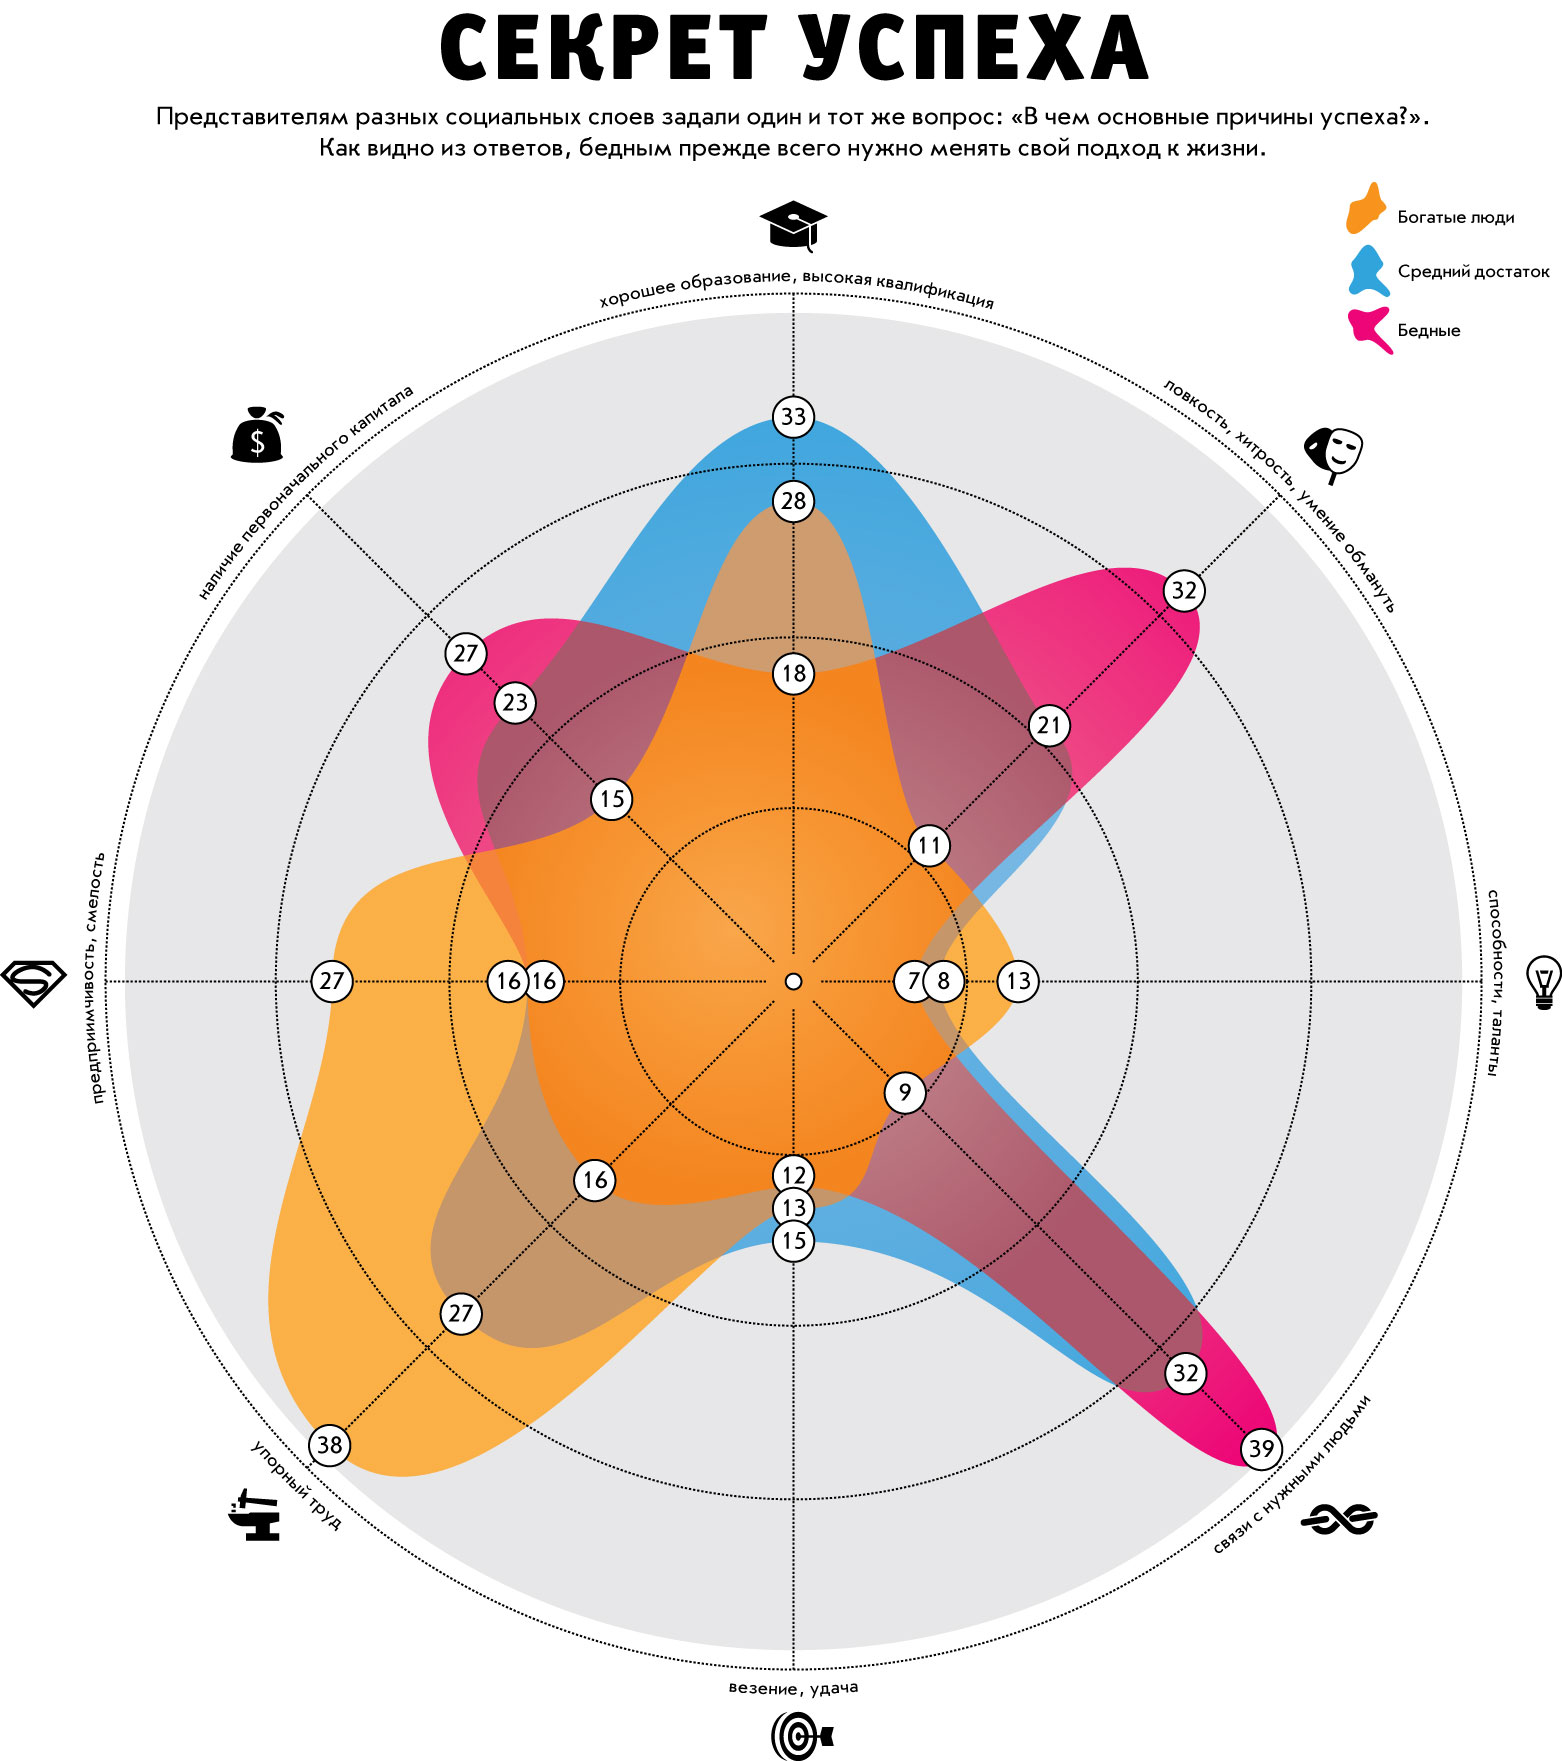 СЕКРЕТ УСПЕХА
Представителям разных социальных слоев задали один и тот же вопрос: «В чем основные причины успеха?».
Как видно из ответов, бедным прежде всего нужно менять свой подход к жизни.
Богатые люди
Средний достаток
Бедные
$
хорошее образование, высокая квалификация
33
28
18
ловкость, хитрость, умение обмануть
32
21
11
способности, таланты
7
8
13
связи с нужными людьми
9
32
39
везение, удача
12
13
15
упорный труд
16
27
38
предприимчивость, смелость
27
16
16
S
наличие первоначального капитала
27
23
15